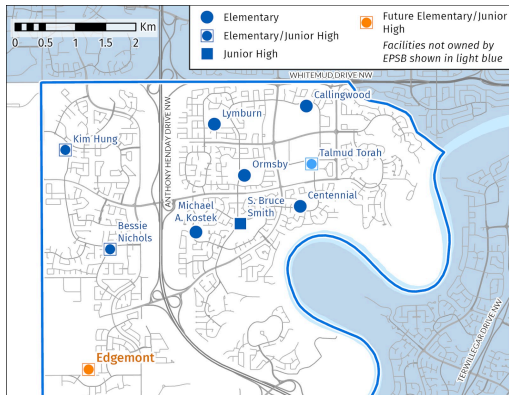 Km
0 0.5 1 1.5 2
Elementary
Elementary/Junior High
Junior High
Future Elementary/Junior
High
Facilities not owned by
EPSB shown in light blue
WHITEMUD DRIVE NW
ANTHONY HENDAY DRIVE NW
Callingwood
Lymburn
Kim Hung
Talmud Torah
Ormsby
Michael
A. Kostek
S. Bruce
Smith
Centennial
Bessie
Nichols
Edgemont
TERWILLEGAR DRIVE NW